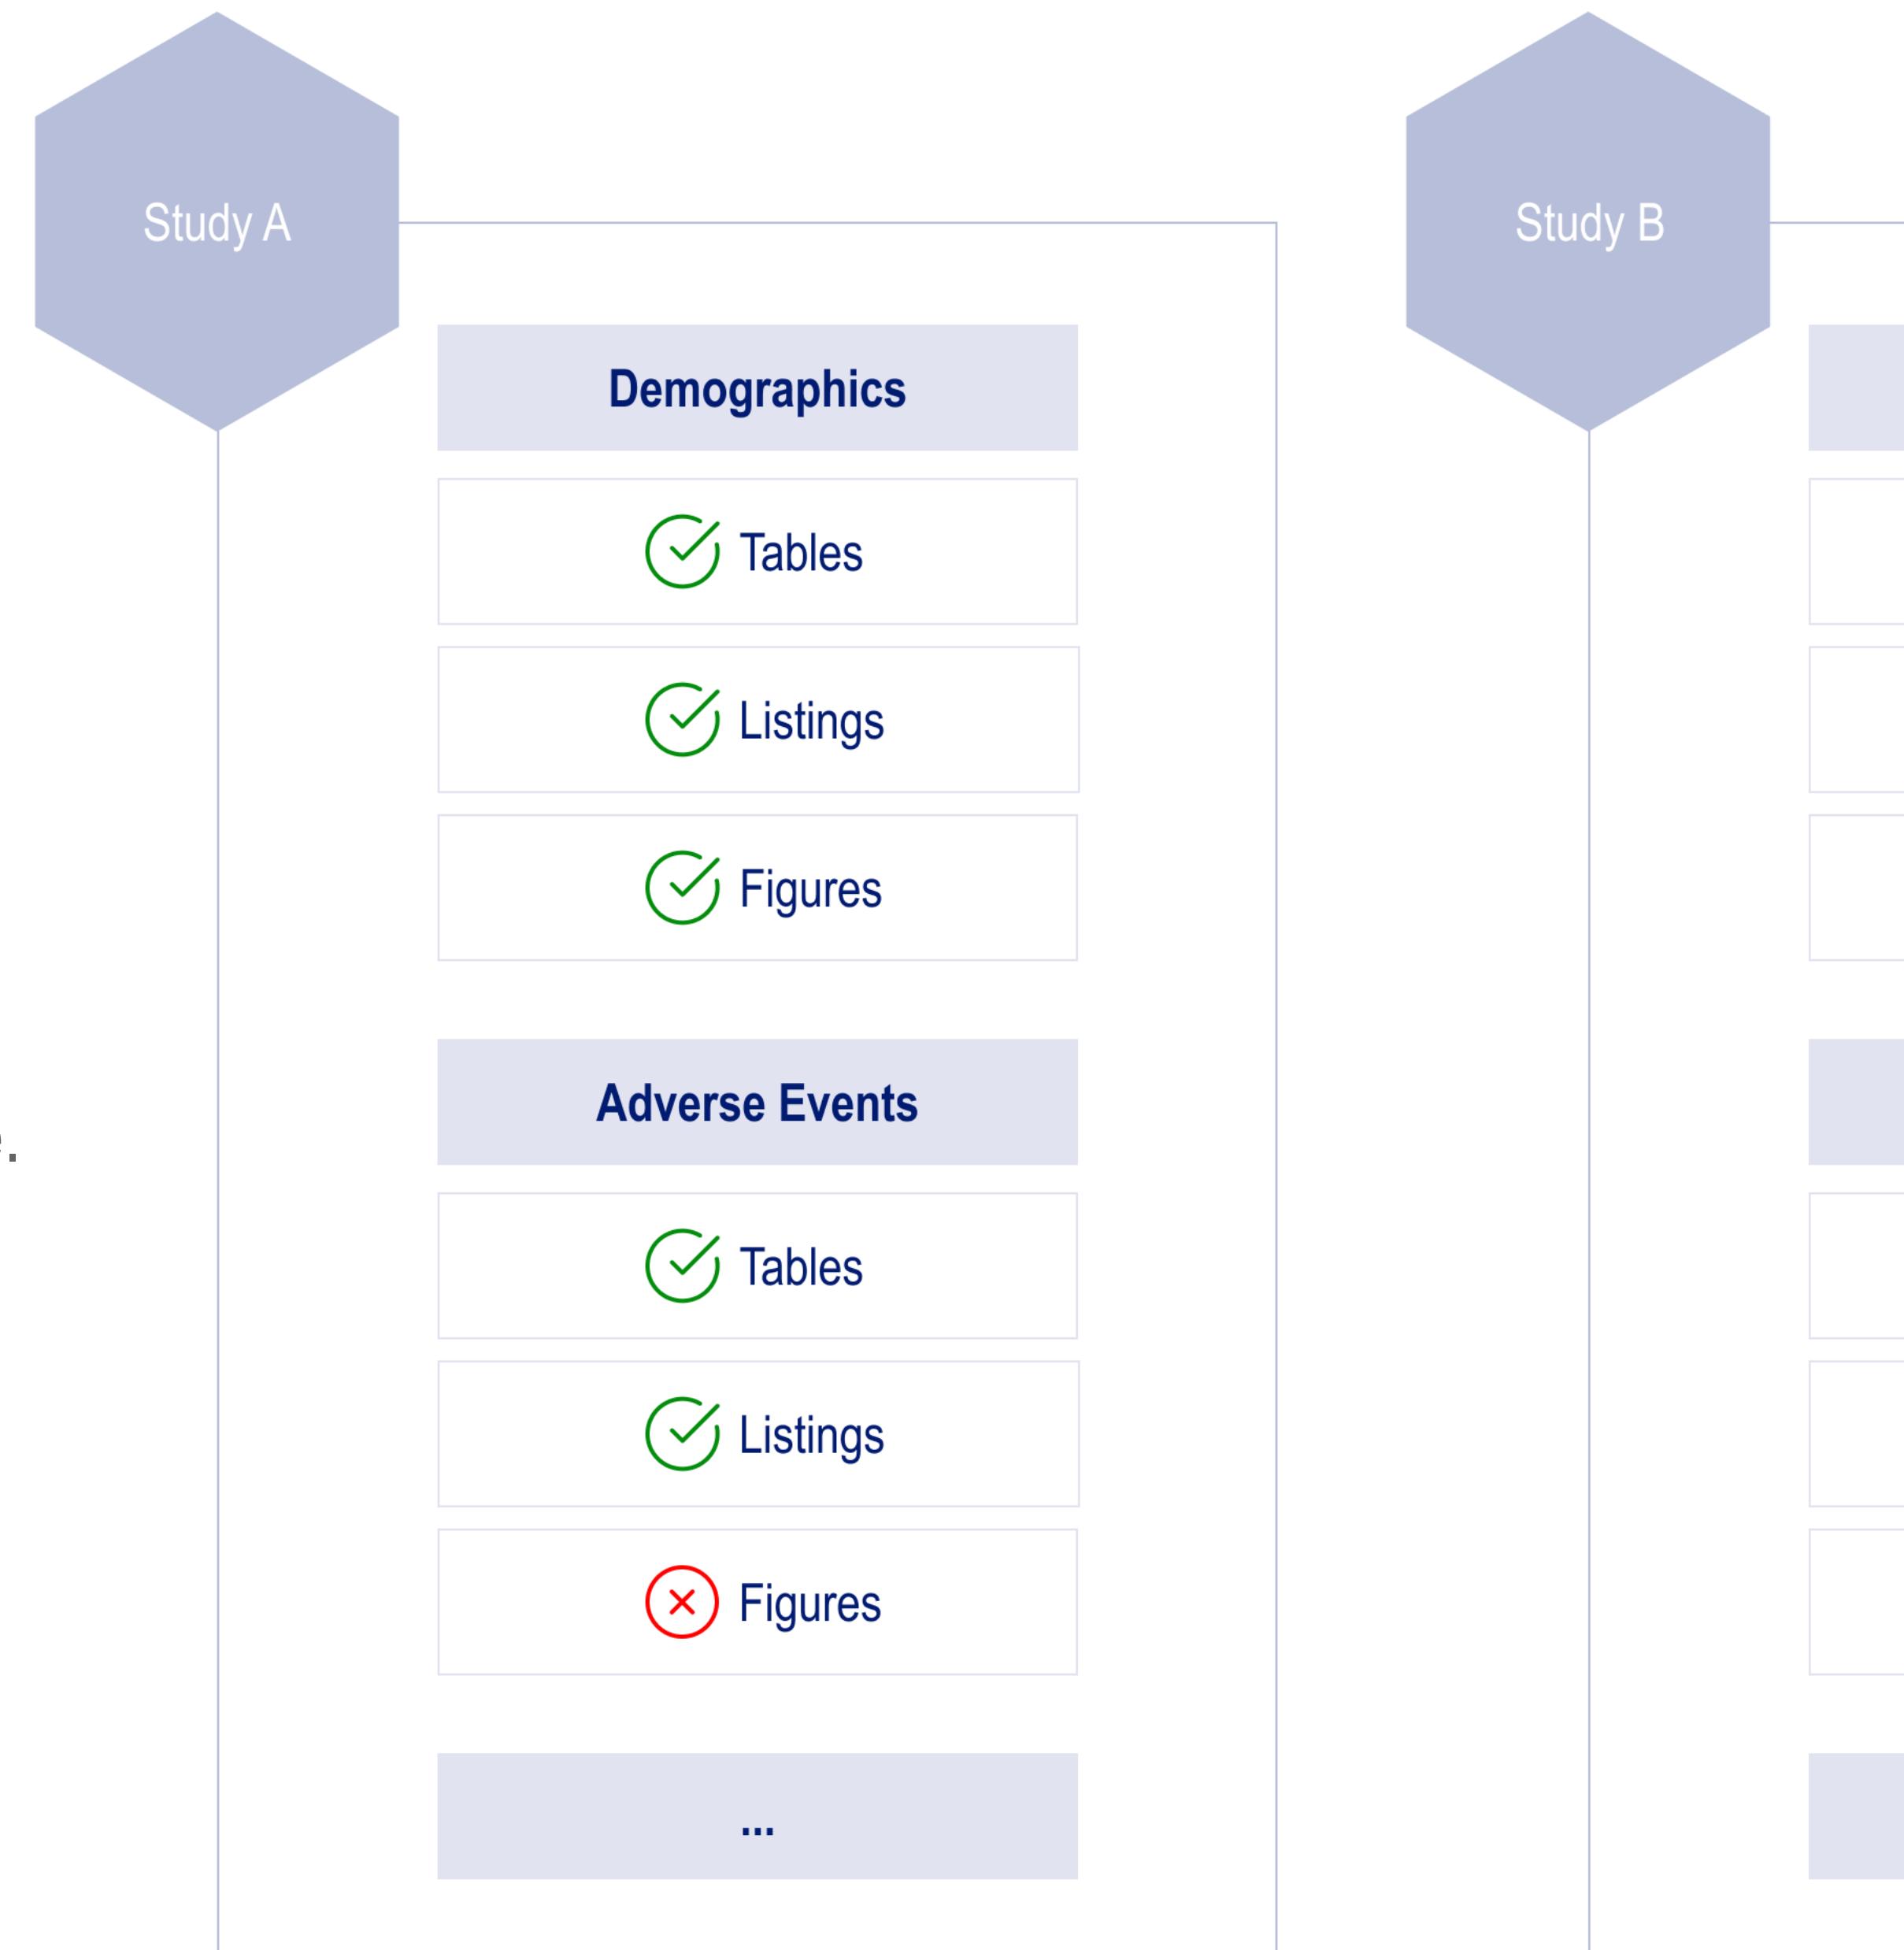 Study A
Study B
Demographics
Tables
Listings
Figures
Adverse Events
Tables
Listings
Figures
...